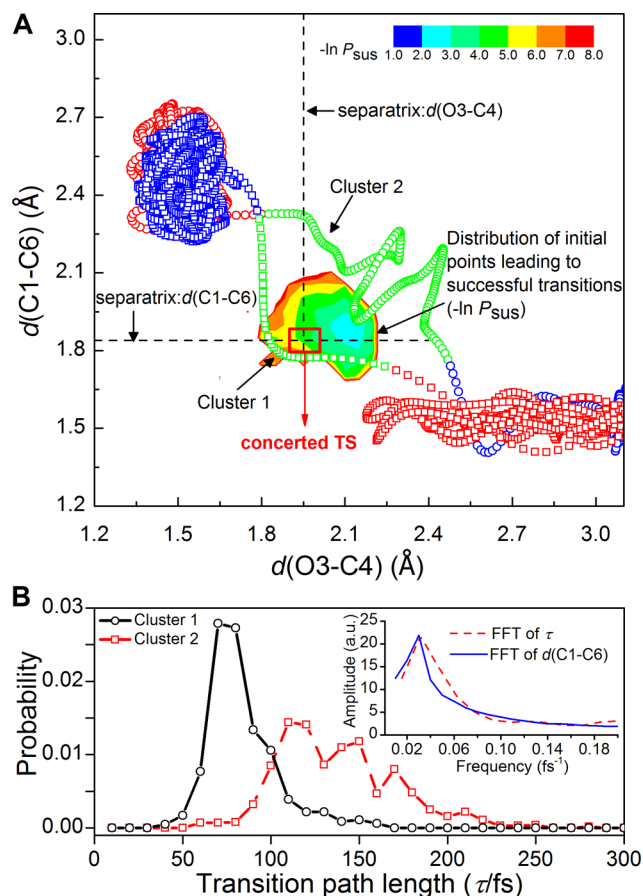 A
3.1
2.8
2.5
2.2
2.1
1.8
1.5
1.2
d(C1-C6) (Å)
-ln Psus
1.0 2.0 3.0 4.0 5.0 6.0 7.0 8.0
separatrix:d(O3-C4)
Cluster 2
Distribution of initial
points leading to
successful transitions
(-ln Psus)
separatrix:d(C1-C6)
Cluster 1
concerted TS
1.2 1.5 1.8 2.1 2.4 2.7 3.0
d(O3-C4) (Å)
B
0.03
0.02
0.01
0.00
Probability
Cluster 1
Cluster 2
25
20
15
10
5
0
Amplitude (a.u.)
FFT of τ
FFT of d(C1-C6)
0.02 0.06 0.10 0.14 0.18
Frequency (fs⁻¹)
0 50 100 150 200 250 300
Transition path length (τ/fs)